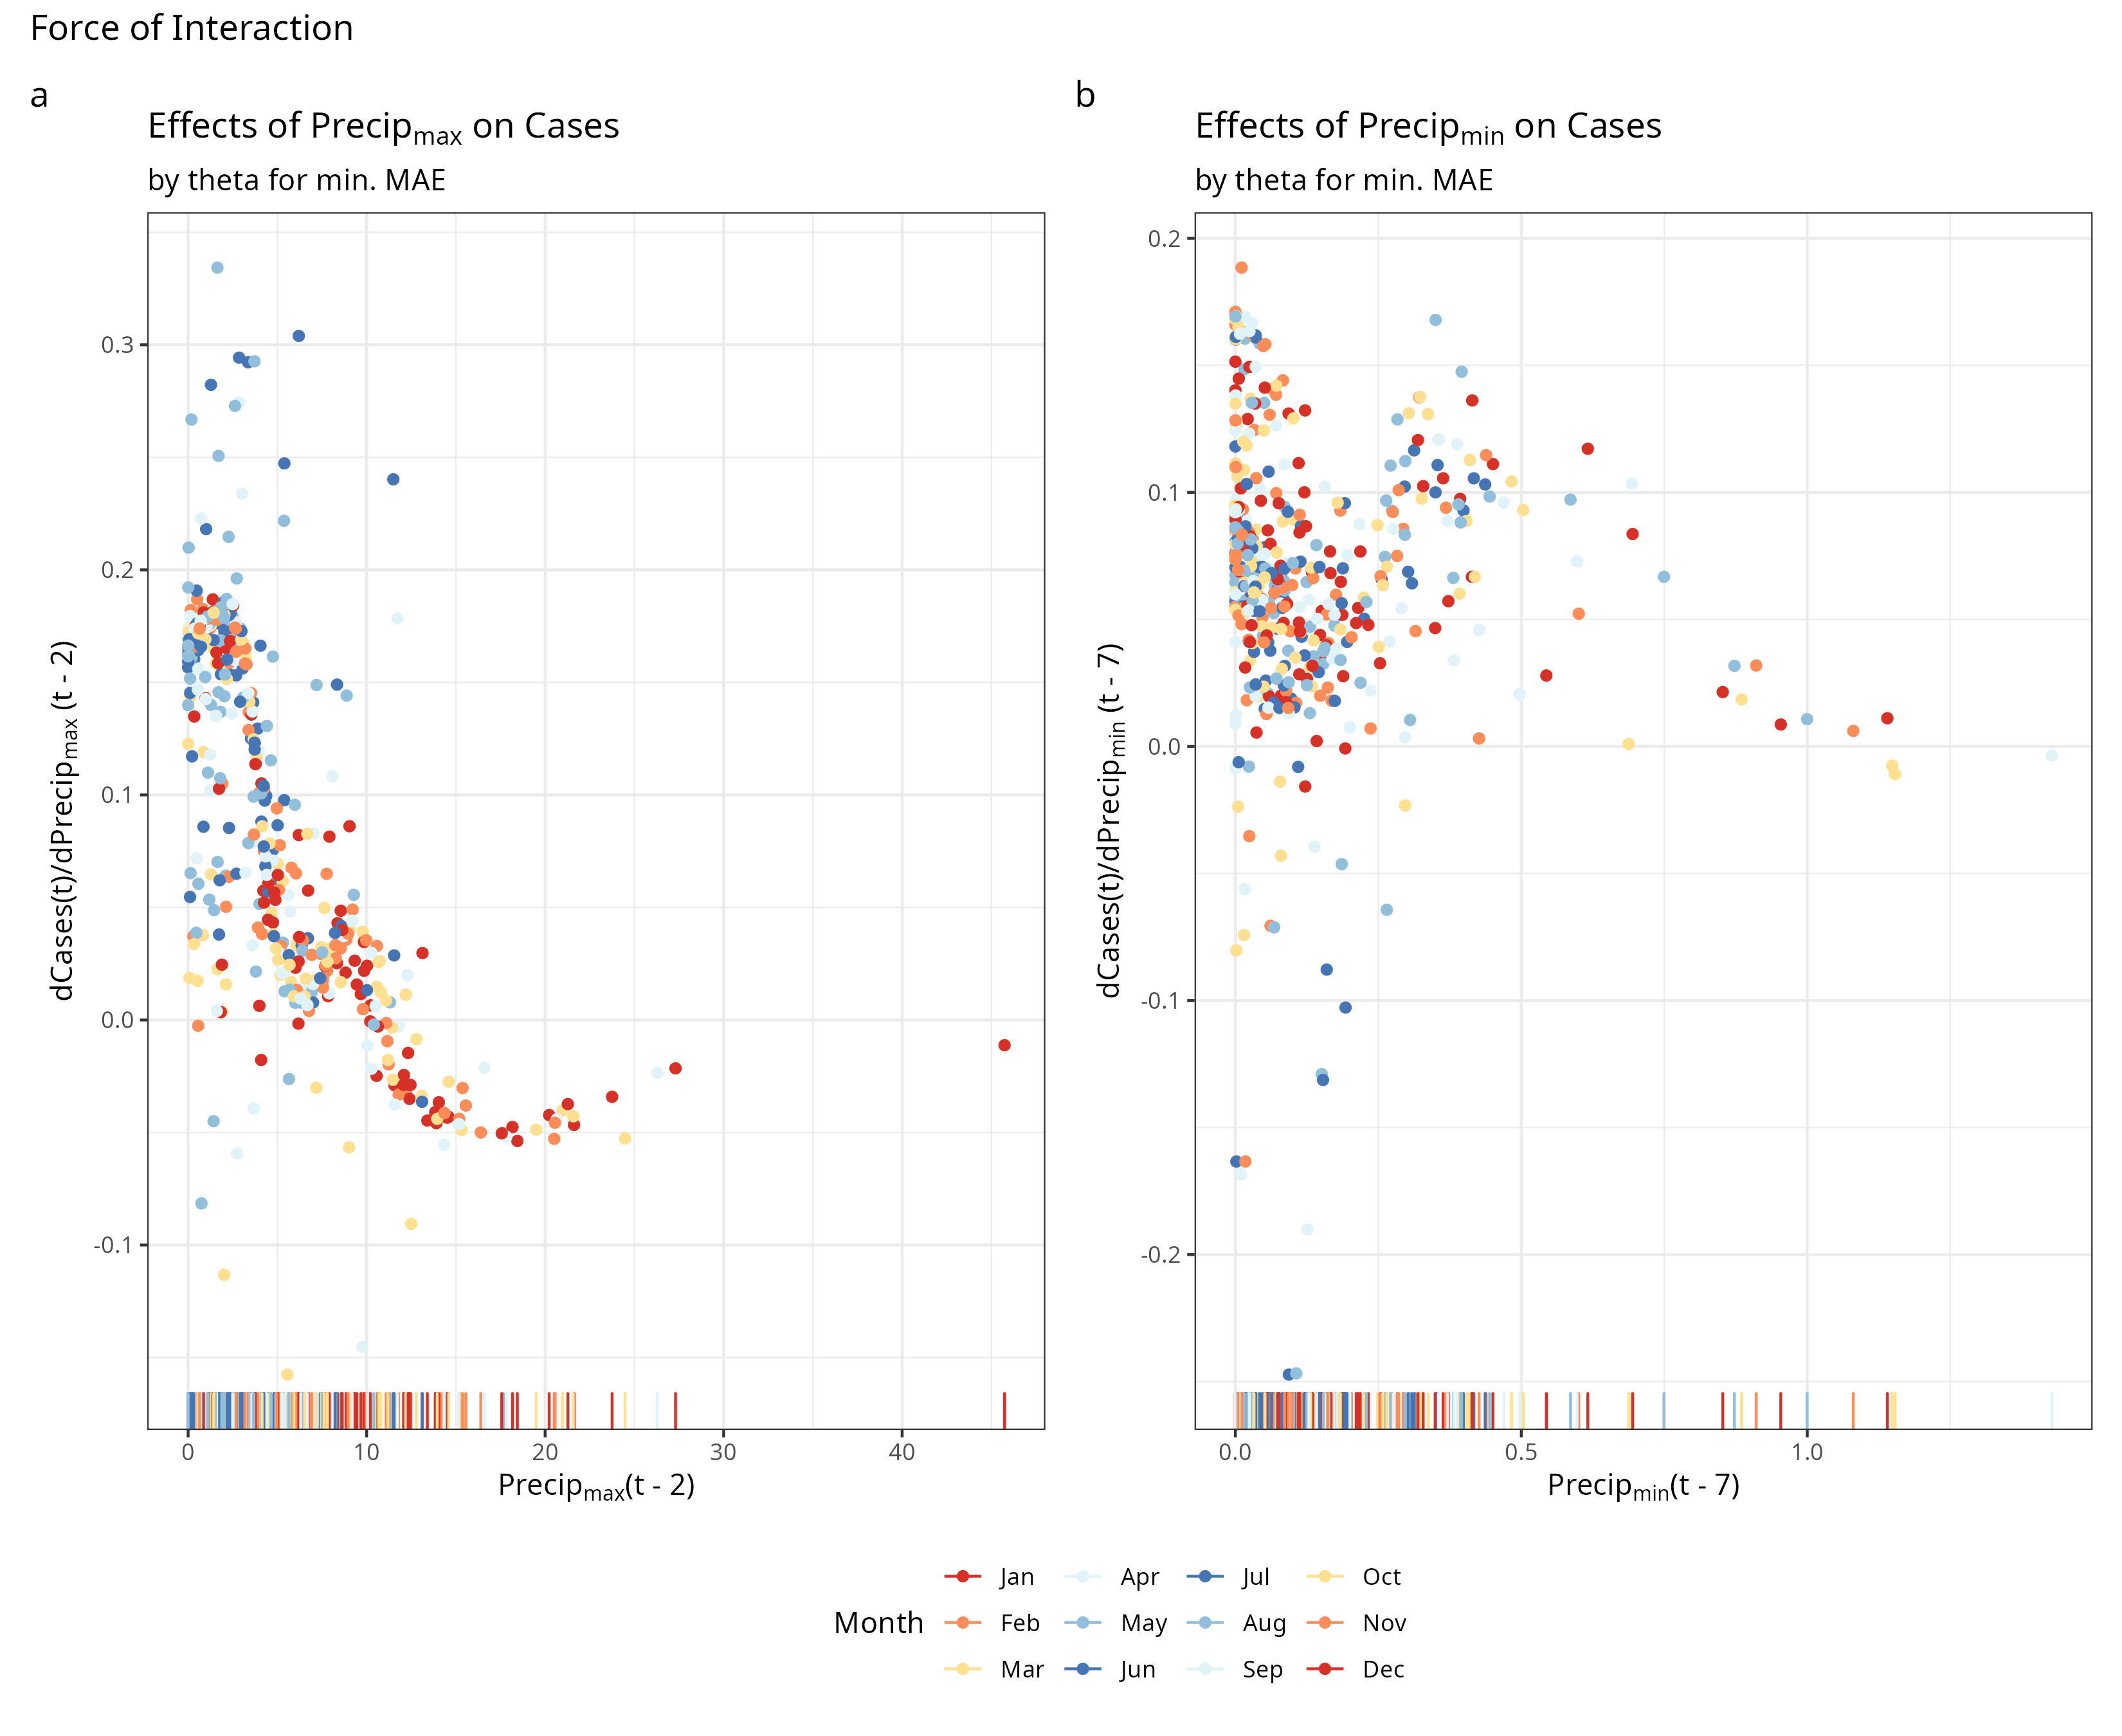 Force of Interaction
a
Effects of Precipmax on Cases
by theta for min. MAE
dCases(t)/dPrecipmax (t - 2)
0.3
0.2
0.1
0.0
-0.1
0 10 20 30 40
Precipmax(t - 2)
b
Effects of Precipmin on Cases
by theta for min. MAE
dCases(t)/dPrecipmin (t - 7)
0.2
0.1
0.0
-0.1
-0.2
0.0 0.5 1.0
Precipmin(t - 7)
Month
Jan Apr Jul Oct
Feb May Aug Nov
Mar Jun Sep Dec